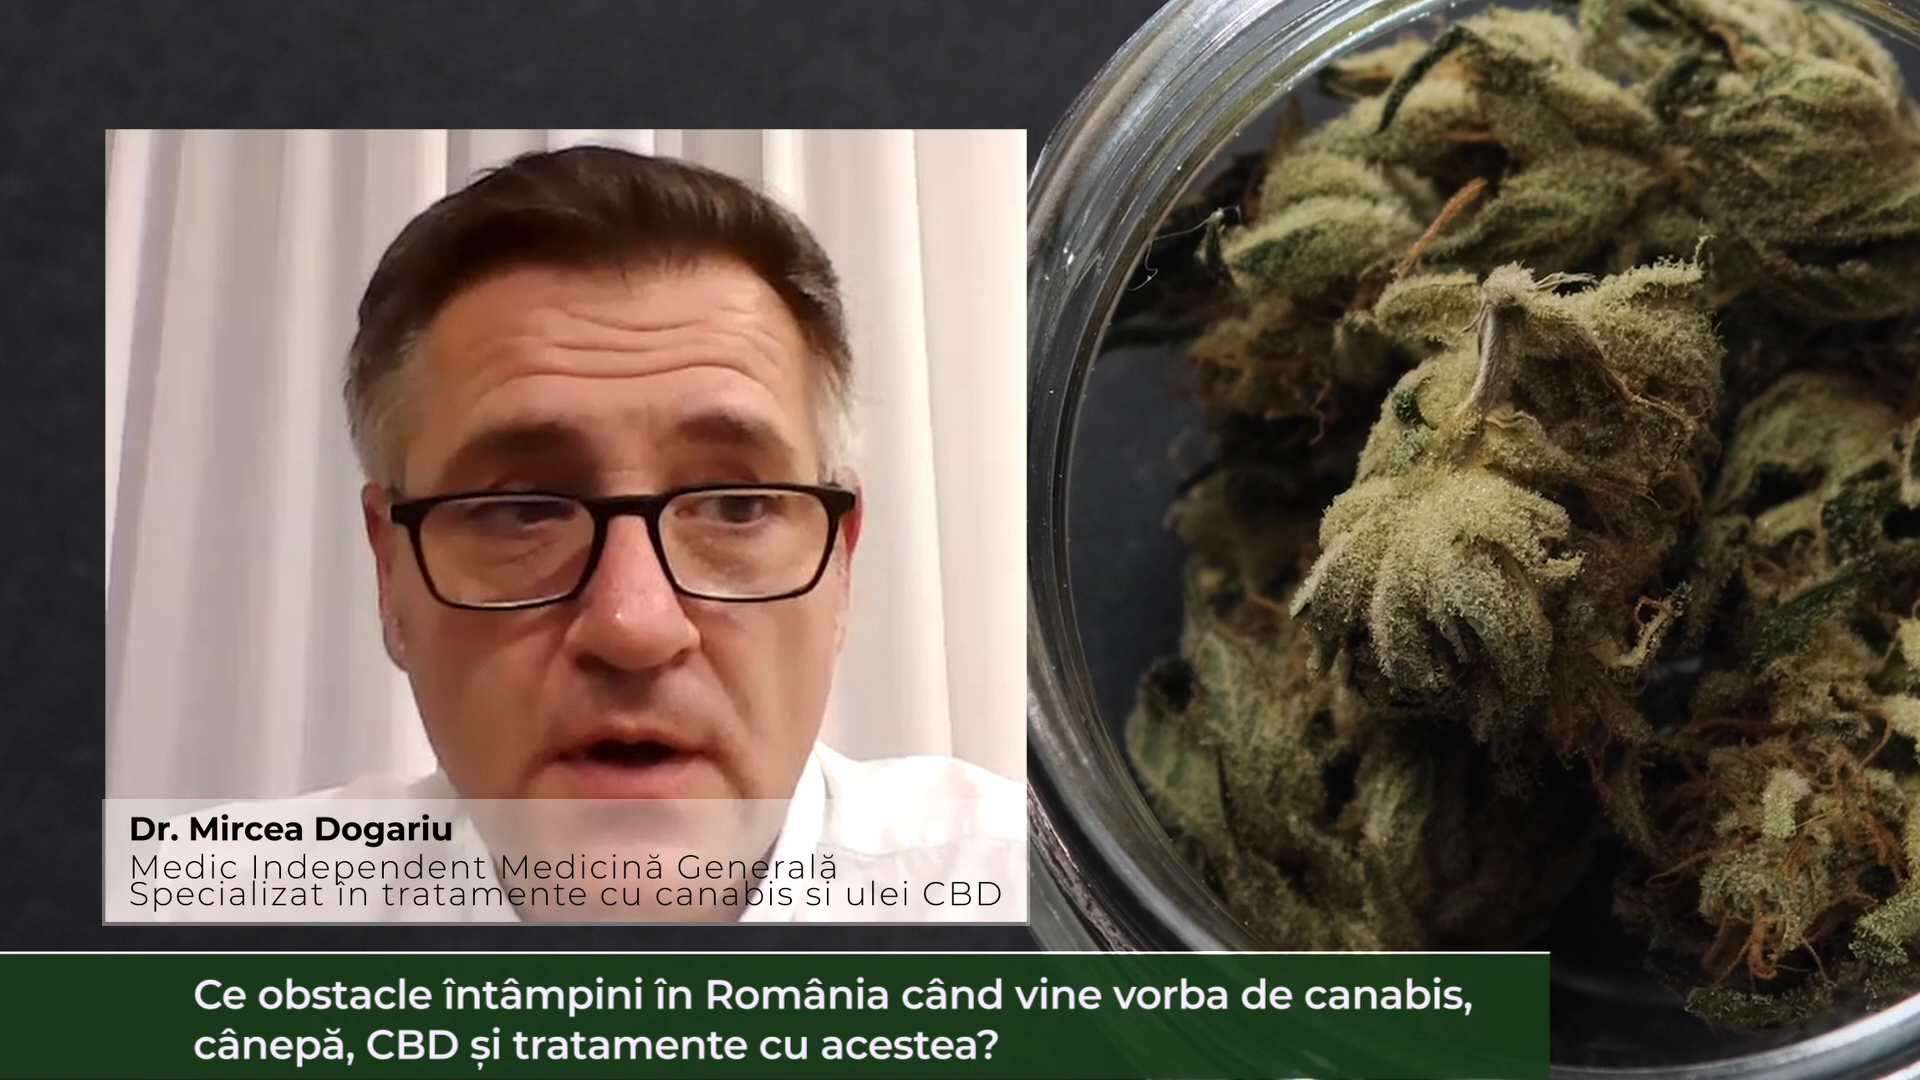 Dr. Mircea Dogariu
Medic Independent Medicină Generală
Specializat în tratamente cu canabis si ulei CBD
Ce obstacle întâmpini în România când vine vorba de canabis,
cânepă, CBD și tratamente cu acestea?